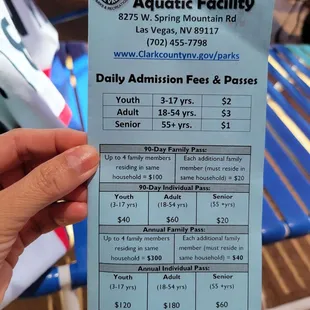 Aquatic Facility
8275 W. Spring Mountain Rd
Las Vegas, NV 89117
(702) 455-7798
www.Clarkcountynv.gov/parks
Daily Admission Fees & Passes
Youth 3-17 yrs. $2
Adult 18-54 yrs. $3
Senior 55+ yrs. $1
90-Day Family Pass:
Up to 4 family members residing in same household = $100
Each additional family member (must reside in same household) = $20
90-Day Individual Pass:
Youth (3-17 yrs) $40
Adult (18-54 yrs) $60
Senior (55 +yrs) $20
Annual Family Pass:
Up to 4 family members residing in same household = $300
Each additional family member (must reside in same household) = $40
Annual Individual Pass:
Youth (3-17 yrs) $120
Adult (18-54 yrs) $180
Senior (55 +yrs) $60